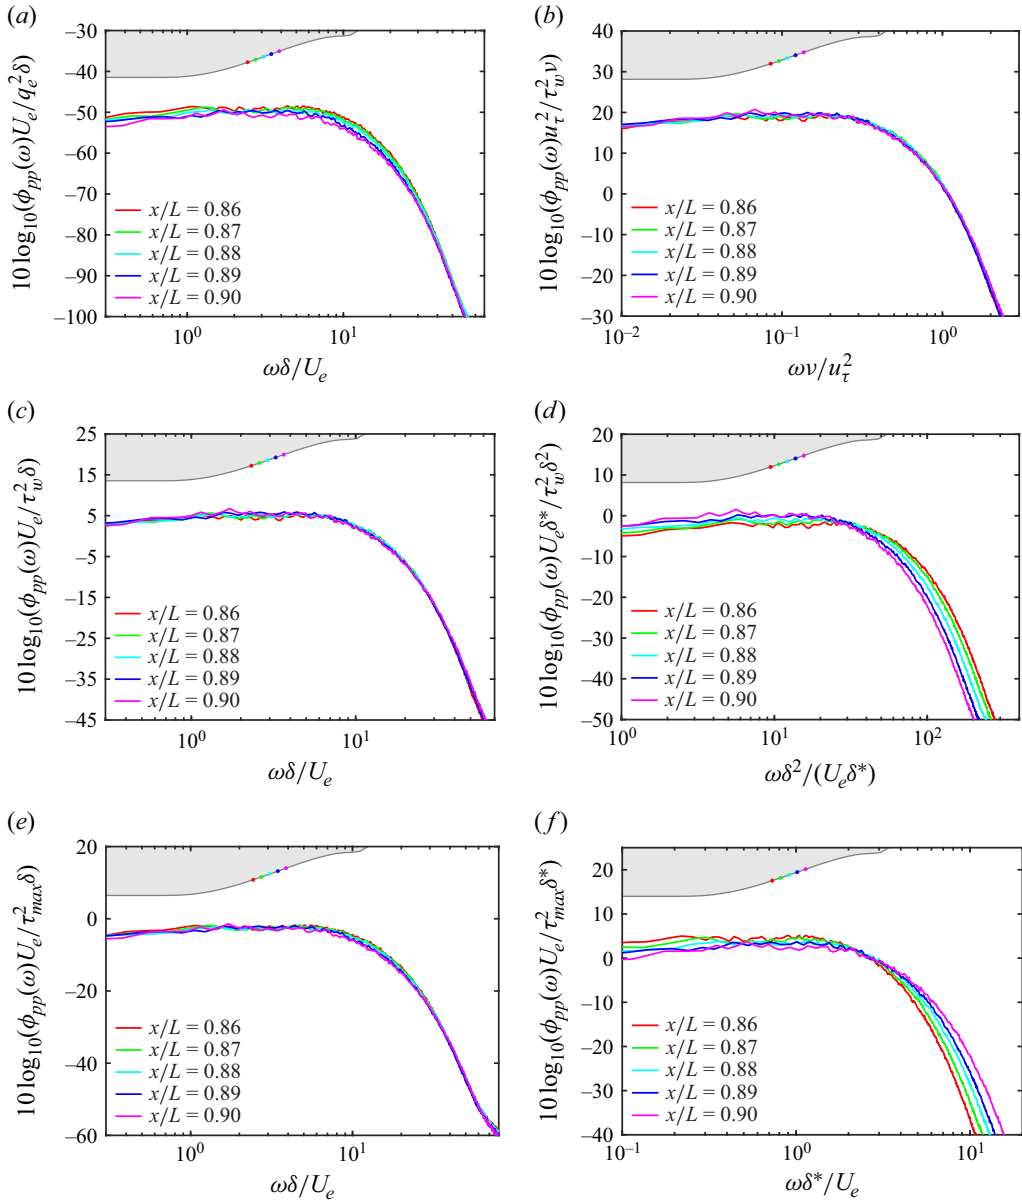 (a)
−30
−40
−50
−60
−70
−80
−90
−100
10 log10(ϕpp(ω)Ue/qe²δ)
x/L = 0.86
x/L = 0.87
x/L = 0.88
x/L = 0.89
x/L = 0.90
10⁰
10¹
ωδ/Ue
(b)
40
30
20
10
0
−10
−20
−30
10 log10(ϕpp(ω)uτ²/τw²ν)
x/L = 0.86
x/L = 0.87
x/L = 0.88
x/L = 0.89
x/L = 0.90
10⁻²
10⁻¹
10⁰
ων/uτ²
(c)
25
15
5
−5
−15
−25
−35
−45
10 log10(ϕpp(ω)Ue/τw²δ)
x/L = 0.86
x/L = 0.87
x/L = 0.88
x/L = 0.89
x/L = 0.90
10⁰
10¹
ωδ/Ue
(d)
20
10
0
−10
−20
−30
−40
−50
10 log10(ϕpp(ω)Ueδ*/τw²δ²)
x/L = 0.86
x/L = 0.87
x/L = 0.88
x/L = 0.89
x/L = 0.90
10⁰
10¹
10²
ωδ²/(Ueδ*)
(e)
20
0
−20
−40
−60
10 log10(ϕpp(ω)Ue/τ²maxδ)
x/L = 0.86
x/L = 0.87
x/L = 0.88
x/L = 0.89
x/L = 0.90
10⁰
10¹
ωδ/Ue
(f)
20
10
0
−10
−20
−30
−40
10 log10(ϕpp(ω)Ue/τ²maxδ*)
x/L = 0.86
x/L = 0.87
x/L = 0.88
x/L = 0.89
x/L = 0.90
10⁻¹
10⁰
10¹
ωδ*/Ue